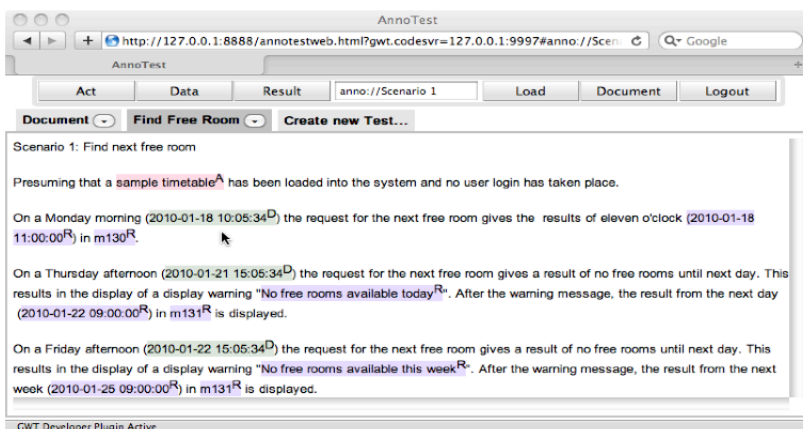 AnnoTest
http://127.0.0.1:8888/annotestweb.html?gwt.codesvr=127.0.0.1:9997#anno://Scen
Google
AnnoTest
Act Data Result anno://Scenario 1 Load Document Logout
Document Find Free Room Create new Test...
Scenario 1: Find next free room
Presuming that a sample timetableA has been loaded into the system and no user login has taken place.
On a Monday morning (2010-01-18 10:05:34D) the request for the next free room gives the results of eleven o'clock (2010-01-18
11:00:00R) in m130R.
On a Thursday afternoon (2010-01-21 15:05:34D) the request for the next free room gives a result of no free rooms until next day. This
results in the display of a display warning "No free rooms available todayR". After the warning message, the result from the next day
(2010-01-22 09:00:00R) in m131R is displayed.
On a Friday afternoon (2010-01-22 15:05:34D) the request for the next free room gives a result of no free rooms until next day. This
results in the display of a display warning "No free rooms available this weekR". After the warning message, the result from the next
week (2010-01-25 09:00:00R) in m131R is displayed.
GWT Developer Plugin Active